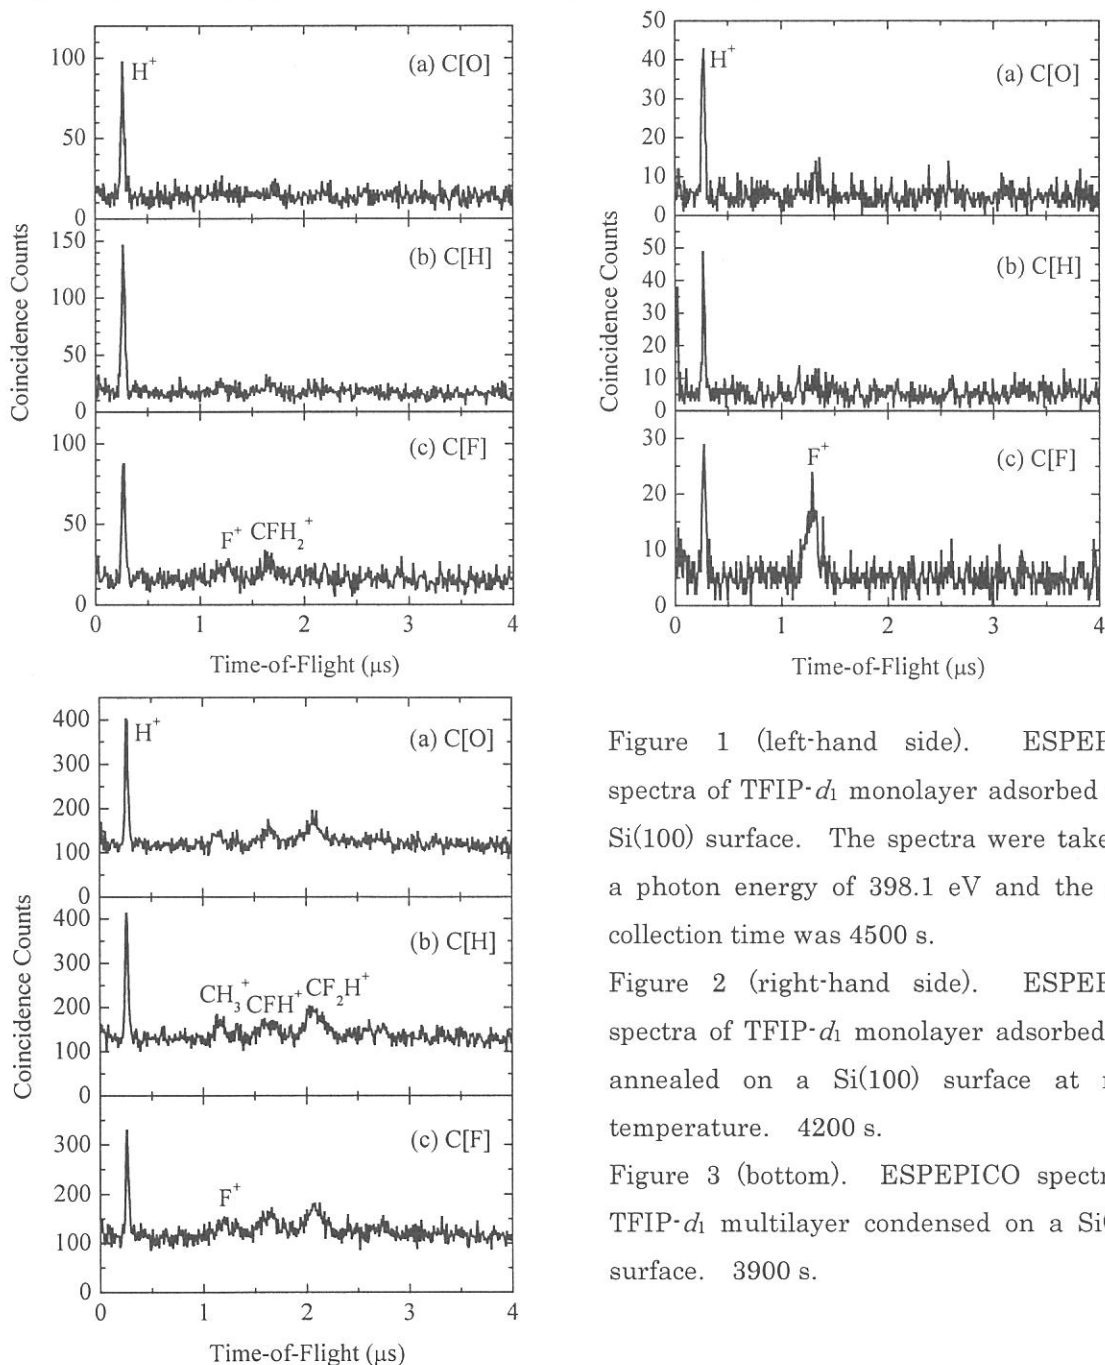 100
50
0
H⁺
(a) C[O]
150
100
50
0
(b) C[H]
100
50
0
(c) C[F]
F⁺ CFH₂⁺
0 1 2 3 4
Time-of-Flight (μs)
Coincidence Counts
50
40
30
20
10
0
H⁺
(a) C[O]
50
40
30
20
10
0
(b) C[H]
30
20
10
0
F⁺
(c) C[F]
0 1 2 3 4
Time-of-Flight (μs)
Coincidence Counts
400
300
200
100
0
H⁺
(a) C[O]
400
300
200
100
0
(b) C[H]
CH₃⁺ CFH⁺ CF₂H⁺
300
200
100
0
(c) C[F]
F⁺
0 1 2 3 4
Time-of-Flight (μs)
Coincidence Counts
Figure 1 (left-hand side).
spectra of TFIP-d₁ monolayer adsorbed
Si(100) surface. The spectra were
a photon energy of 398.1 eV and the
collection time was 4500 s.
Figure 2 (right-hand side).
spectra of TFIP-d₁ monolayer adsorbed
annealed on a Si(100) surface at
temperature. 4200 s.
Figure 3 (bottom). ESPEPICO
TFIP-d₁ multilayer condensed on a
surface. 3900 s.